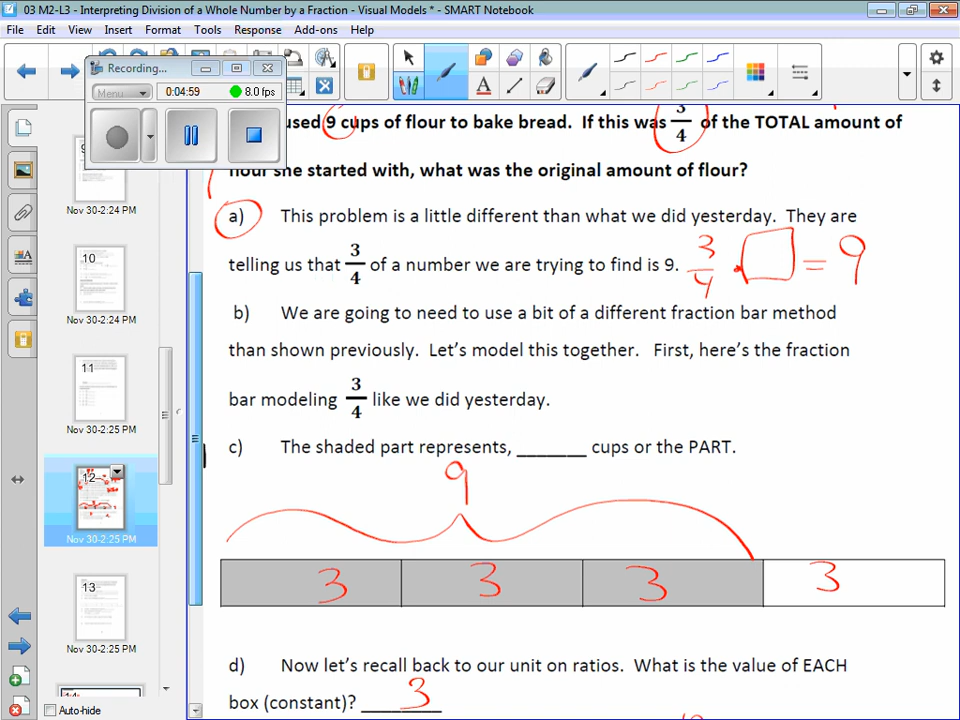 03 M2-L3 - Interpreting Division of a Whole Number by a Fraction - Visual Models * - SMART Notebook
File Edit View Insert Format Tools Response Add-ons Help
Recording...
Menu 0:04:59 8.0 fps
used 9 cups of flour to bake bread. If this was 3/4 of the TOTAL amount of
flour she started with, what was the original amount of flour?
a) This problem is a little different than what we did yesterday. They are
telling us that 3/4 of a number we are trying to find is 9. 3/4 · □ = 9
b) We are going to need to use a bit of a different fraction bar method
than shown previously. Let's model this together. First, here's the fraction
bar modeling 3/4 like we did yesterday.
c) The shaded part represents, _______ cups or the PART.
9
3 3 3 3
d) Now let's recall back to our unit on ratios. What is the value of EACH
box (constant)? 3
Nov 30-2:24 PM
10
Nov 30-2:24 PM
11
Nov 30-2:25 PM
12
Nov 30-2:25 PM
13
Nov 30-2:25 PM
14
Auto-hide